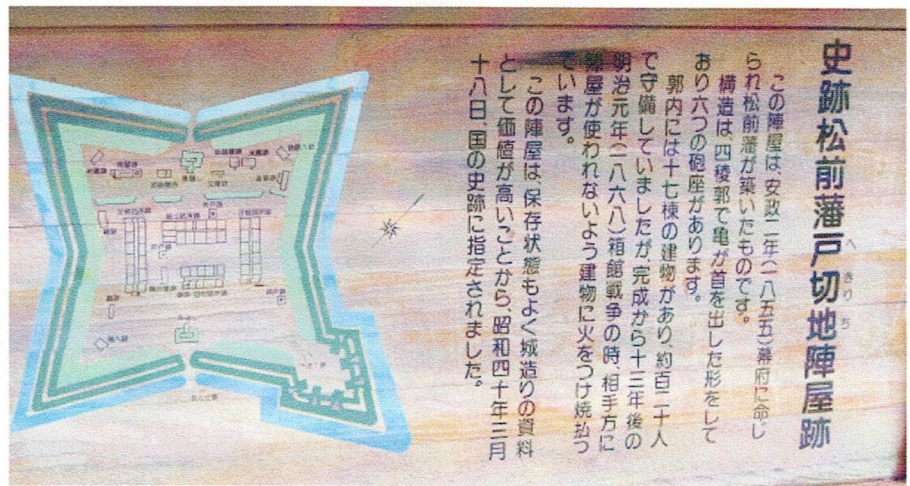 史跡松前藩戸切地陣屋跡
へきりち
この陣屋は、安政二年(一八五五)幕府に命じ
られ松前藩が築いたものです。
構造は四稜郭で亀が首を出した形をして
おり六つの砲座があります。
郭内には十七棟の建物があり、約百二十人
で守備していましたが、完成から十三年後の
明治元年(一八六八)箱館戦争の時、相手方に
陣屋が使われないよう建物に火をつけ焼払っ
ています。
この陣屋は、保存状態もよく城造りの資料
として価値が高いことから、昭和四十年三月
十八日、国の史跡に指定されました。